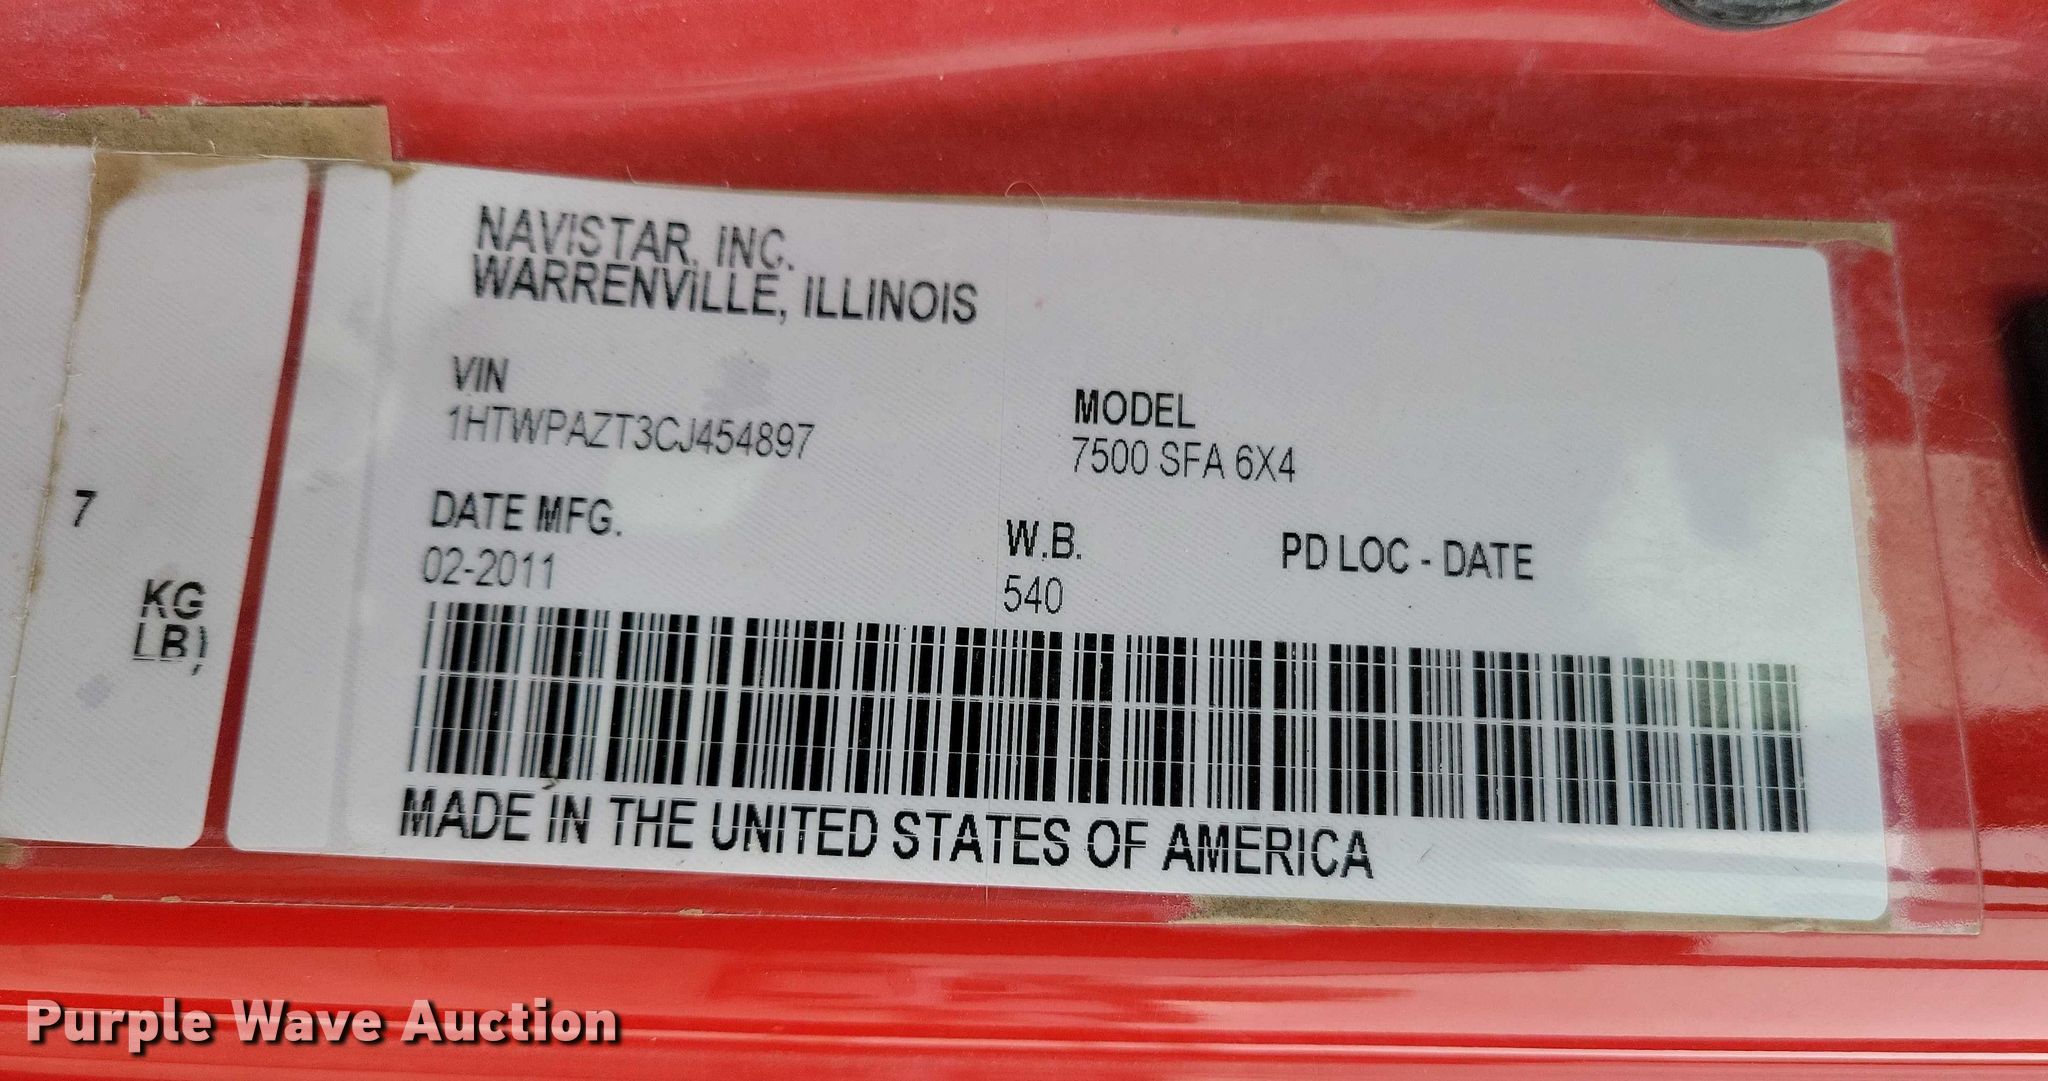 NAVISTAR, INC.
WARRENVILLE, ILLINOIS
VIN
1HTWPAZT3CJ454897
MODEL
7500 SFA 6X4
DATE MFG.
02-2011
W.B.
540
PD LOC - DATE
MADE IN THE UNITED STATES OF AMERICA
7
KG
LB)
Purple Wave Auction